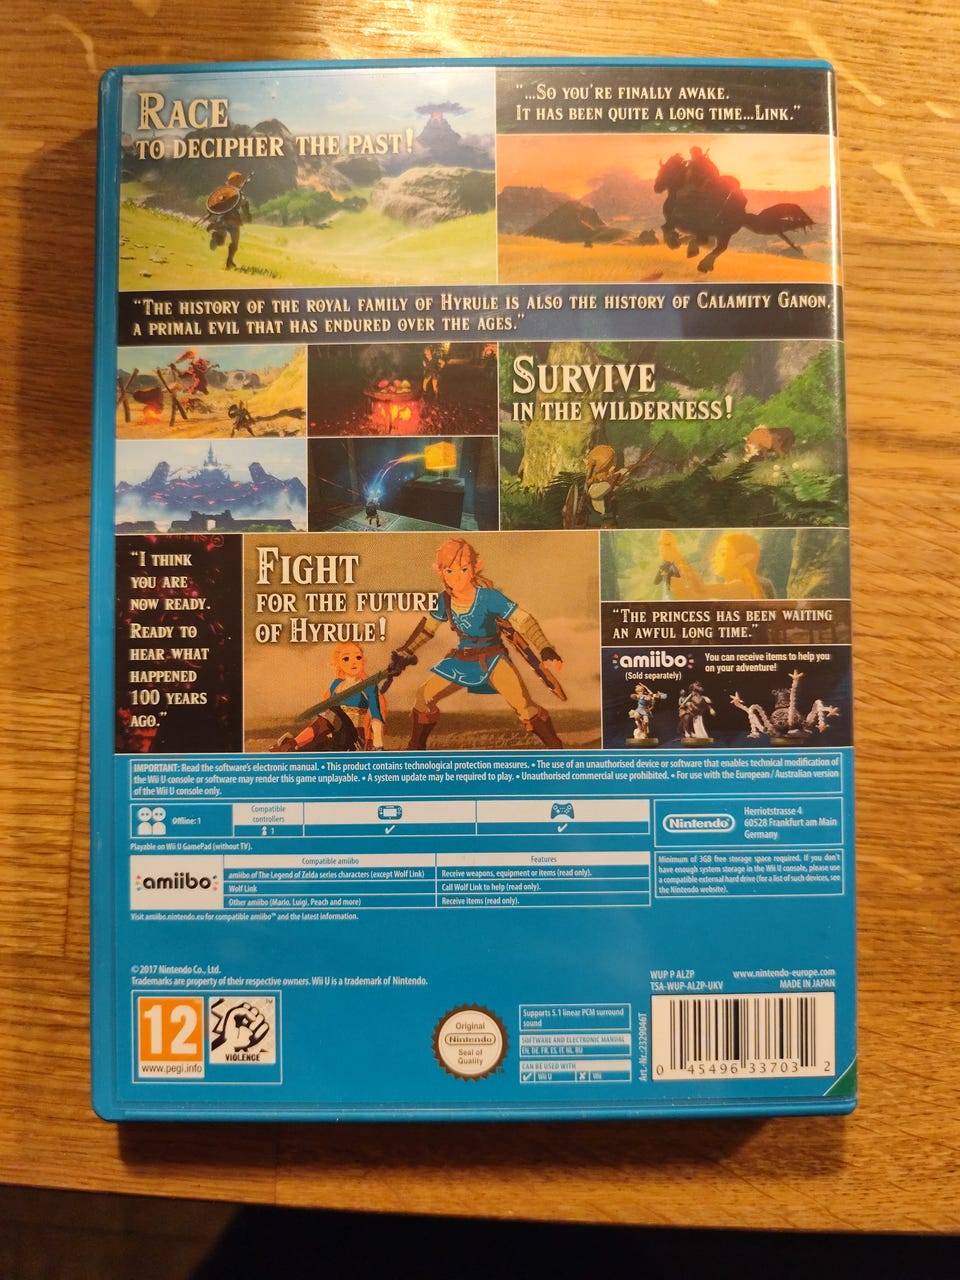 RACE
TO DECIPHER THE PAST!
"...SO YOU'RE FINALLY AWAKE.
IT HAS BEEN QUITE A LONG TIME...LINK."
"THE HISTORY OF THE ROYAL FAMILY OF HYRULE IS ALSO THE HISTORY OF CALAMITY GANON,
A PRIMAL EVIL THAT HAS ENDURED OVER THE AGES."
SURVIVE
IN THE WILDERNESS!
"I THINK
YOU ARE
NOW READY.
READY TO
HEAR WHAT
HAPPENED
100 YEARS
AGO."
FIGHT
FOR THE FUTURE
OF HYRULE!
"THE PRINCESS HAS BEEN WAITING
AN AWFUL LONG TIME."
amiibo
(Sold separately)
You can receive items to help you
on your adventure!
IMPORTANT: Read the software's electronic manual. • This product contains technological protection measures. • The use of an unauthorised device or software that enables technical modification of
the Wii U console or software may render this game unplayable. • A system update may be required to play. • Unauthorised commercial use prohibited. • For use with the European / Australian version
of the Wii U console only.
Offline: 1
Compatible
controllers
1
Playable on Wii U GamePad (without TV).
Nintendo
Herriotstrasse 4
60528 Frankfurt am Main
Germany
amiibo
Compatible amiibo
Features
amiibo of The Legend of Zelda series characters (except Wolf Link)
Receive weapons, equipment or items (read only).
Wolf Link
Call Wolf Link to help (read only).
Other amiibo (Mario, Luigi, Peach and more)
Receive items (read only).
Visit amiibo.nintendo.eu for compatible amiibo™ and the latest information.
Minimum of 3GB free storage space required. If you don't
have enough system storage in the Wii U console, please use
a compatible external hard drive (for a list of such devices, see
the Nintendo website).
© 2017 Nintendo Co., Ltd.
Trademarks are property of their respective owners. Wii U is a trademark of Nintendo.
WUP P ALZP
TSA-WUP-ALZP-UKV
www.nintendo-europe.com
MADE IN JAPAN
12
www.pegi.info
VIOLENCE
TM
Original
Nintendo
Seal of
Quality
Supports 5.1 linear PCM surround
sound
SOFTWARE AND ELECTRONIC MANUAL
EN, DE, FR, ES, IT, NL, RU
CAN BE USED WITH
Wii U
Wii
Art.-Nr.:2329046T
0 45496 33703 2